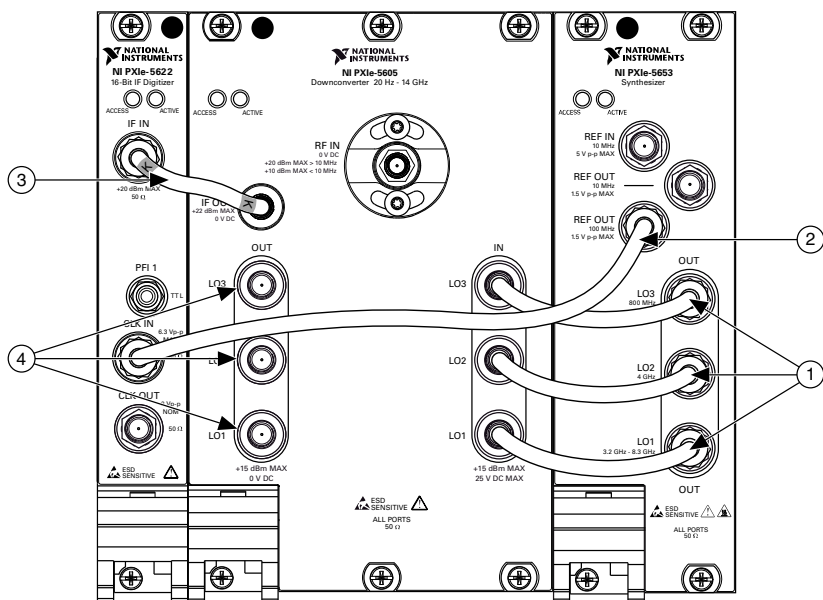 NATIONAL
INSTRUMENTS
NI PXIe-5622
16-Bit IF Digitizer
ACCESS
ACTIVE
IF IN
K
+20 dBm MAX
50 Ω
PFI 1
TTL
CLK IN
6.3 Vp-p
CLK OUT
Vp-p
NOM
50 Ω
ESD
SENSITIVE
NATIONAL
INSTRUMENTS
NI PXIe-5605
Downconverter 20 Hz - 14 GHz
ACCESS
ACTIVE
RF IN
0 V DC
+20 dBm MAX > 10 MHz
+10 dBm MAX < 10 MHz
K
IF OU
+22 dBm MAX
0 V DC
OUT
LO3
LO1
+15 dBm MAX
0 V DC
IN
LO3
LO2
LO1
+15 dBm MAX
25 V DC MAX
ESD
SENSITIVE
ALL PORTS
50 Ω
NATIONAL
INSTRUMENTS
NI PXIe-5653
Synthesizer
ACCESS
ACTIVE
REF IN
10 MHz
5 V p-p MAX
REF OUT
10 MHz
1.5 V p-p MAX
REF OUT
100 MHz
1.5 V p-p MAX
OUT
LO3
800 MHz
LO2
4 GHz
LO1
3.2 GHz - 8.3 GHz
OUT
ESD
SENSITIVE
ALL PORTS
50 Ω
3
4
2
1